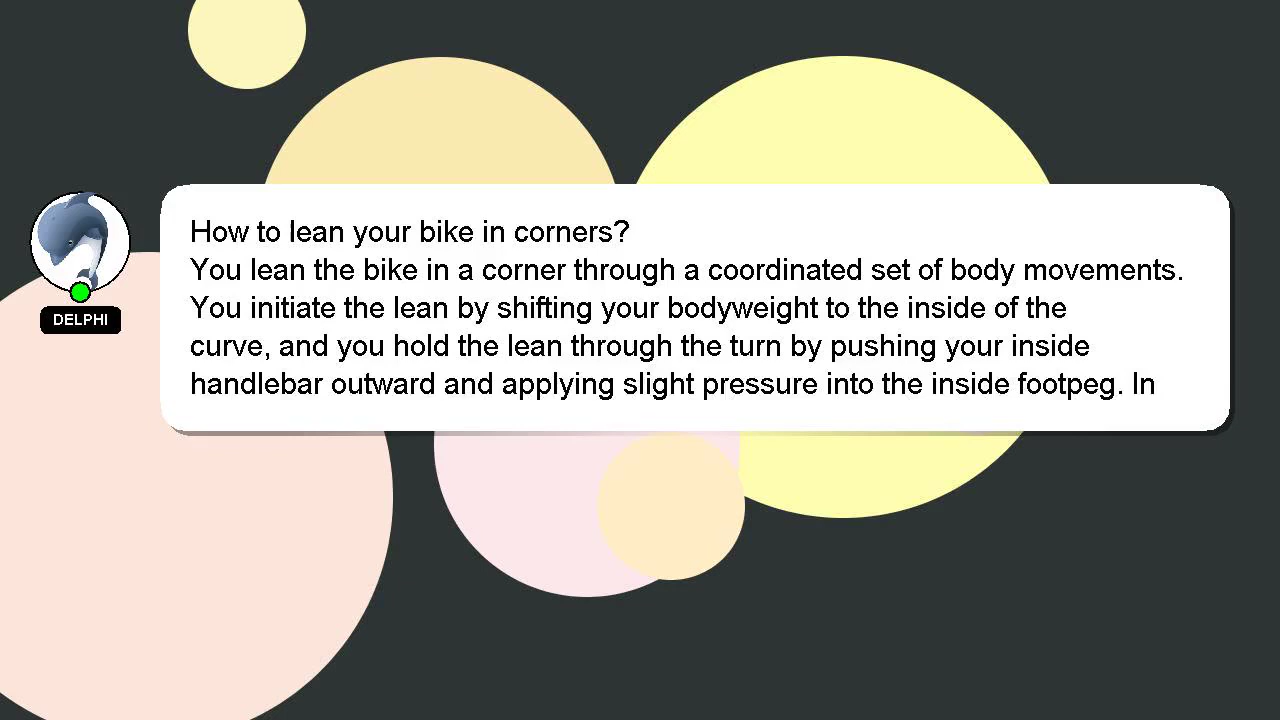 How to lean your bike in corners?
You lean the bike in a corner through a coordinated set of body movements.
You initiate the lean by shifting your bodyweight to the inside of the
curve, and you hold the lean through the turn by pushing your inside
handlebar outward and applying slight pressure into the inside footpeg. In
DELPHI